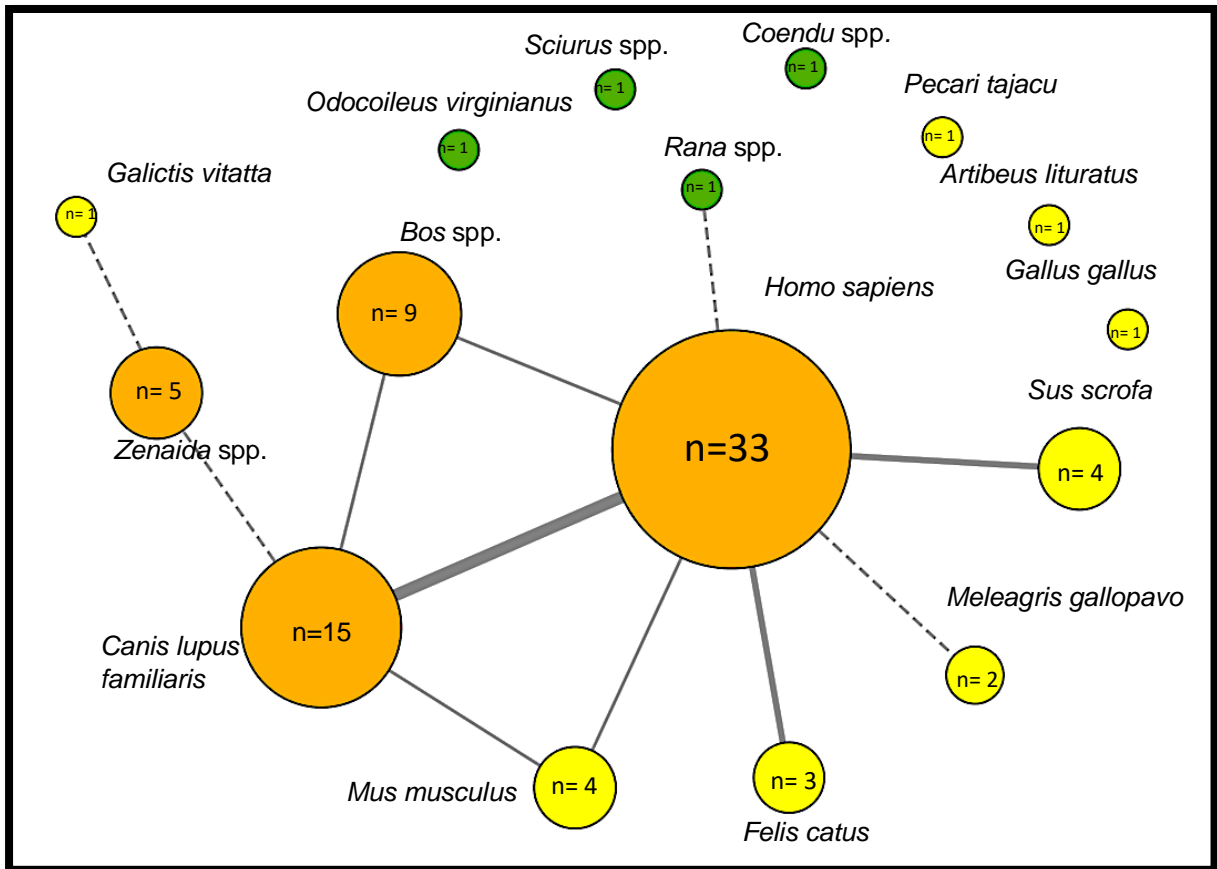 Coendu spp.
n= 1
Sciurus spp.
n= 1
Pecari tajacu
n= 1
Odocoileus virginianus
n= 1
Rana spp.
n= 1
Galictis vitatta
n= 1
Artibeus lituratus
n= 1
Bos spp.
n= 9
Gallus gallus
n= 1
Homo sapiens
n=33
n= 5
Zenaida spp.
Sus scrofa
n= 4
Meleagris gallopavo
n= 2
n=15
Canis lupus
familiaris
Mus musculus
n= 4
n= 3
Felis catus